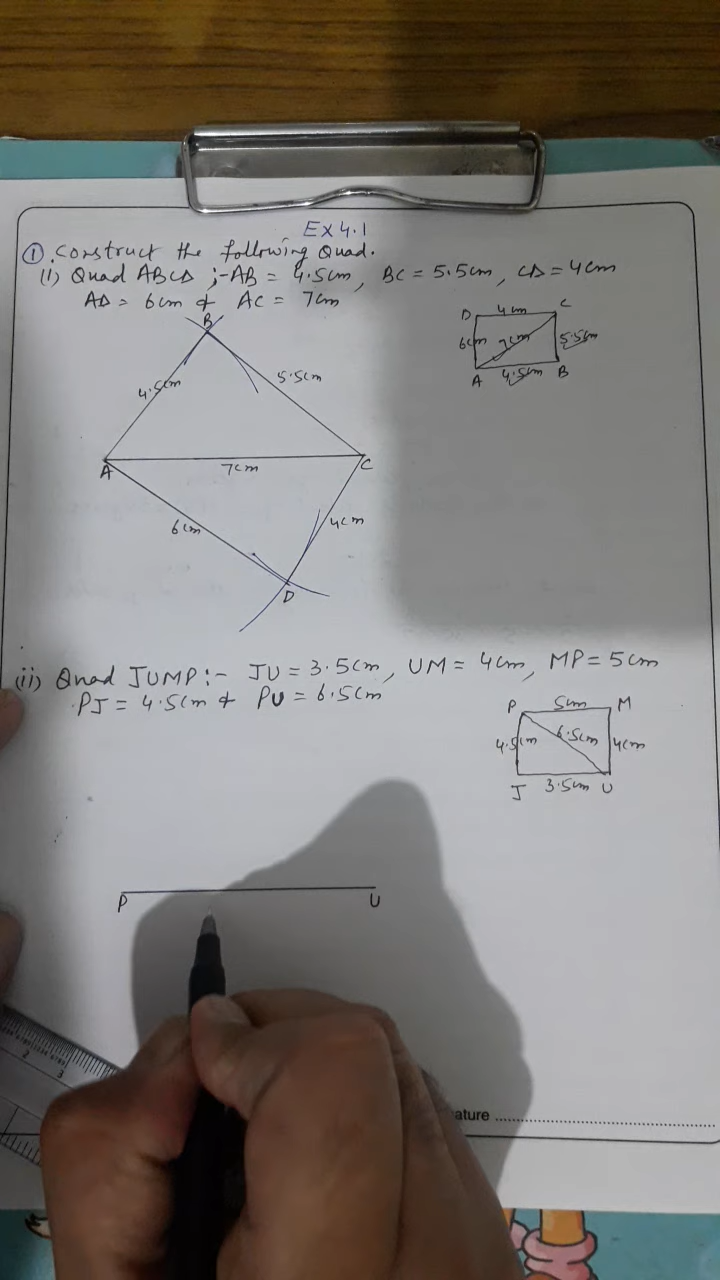 Ex 4.1
① Construct the following Quad.
(i) Quad ABCD :- AB = 4.5cm, BC = 5.5cm, CD = 4cm
AD = 6cm & AC = 7cm
D 4cm C
6cm 7cm 5.5cm
A 4.5cm B
B
4.5cm 5.5cm
A 7cm C
6cm 4cm
D
(ii) Quad JUMP :- JU = 3.5cm, UM = 4cm, MP = 5cm
PJ = 4.5cm & PU = 6.5cm
P 5cm M
4.5cm 6.5cm 4cm
J 3.5cm U
P U
2 3
ature